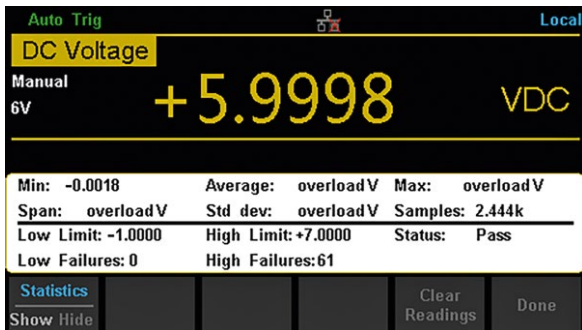 Auto Trig Local
DC Voltage
Manual
6V
+5.9998 VDC
Min: -0.0018 Average: overload V Max: overload V
Span: overload V Std dev: overload V Samples: 2.444k
Low Limit: -1.0000 High Limit: +7.0000 Status: Pass
Low Failures: 0 High Failures: 61
Statistics
Show Hide
Clear
Readings
Done